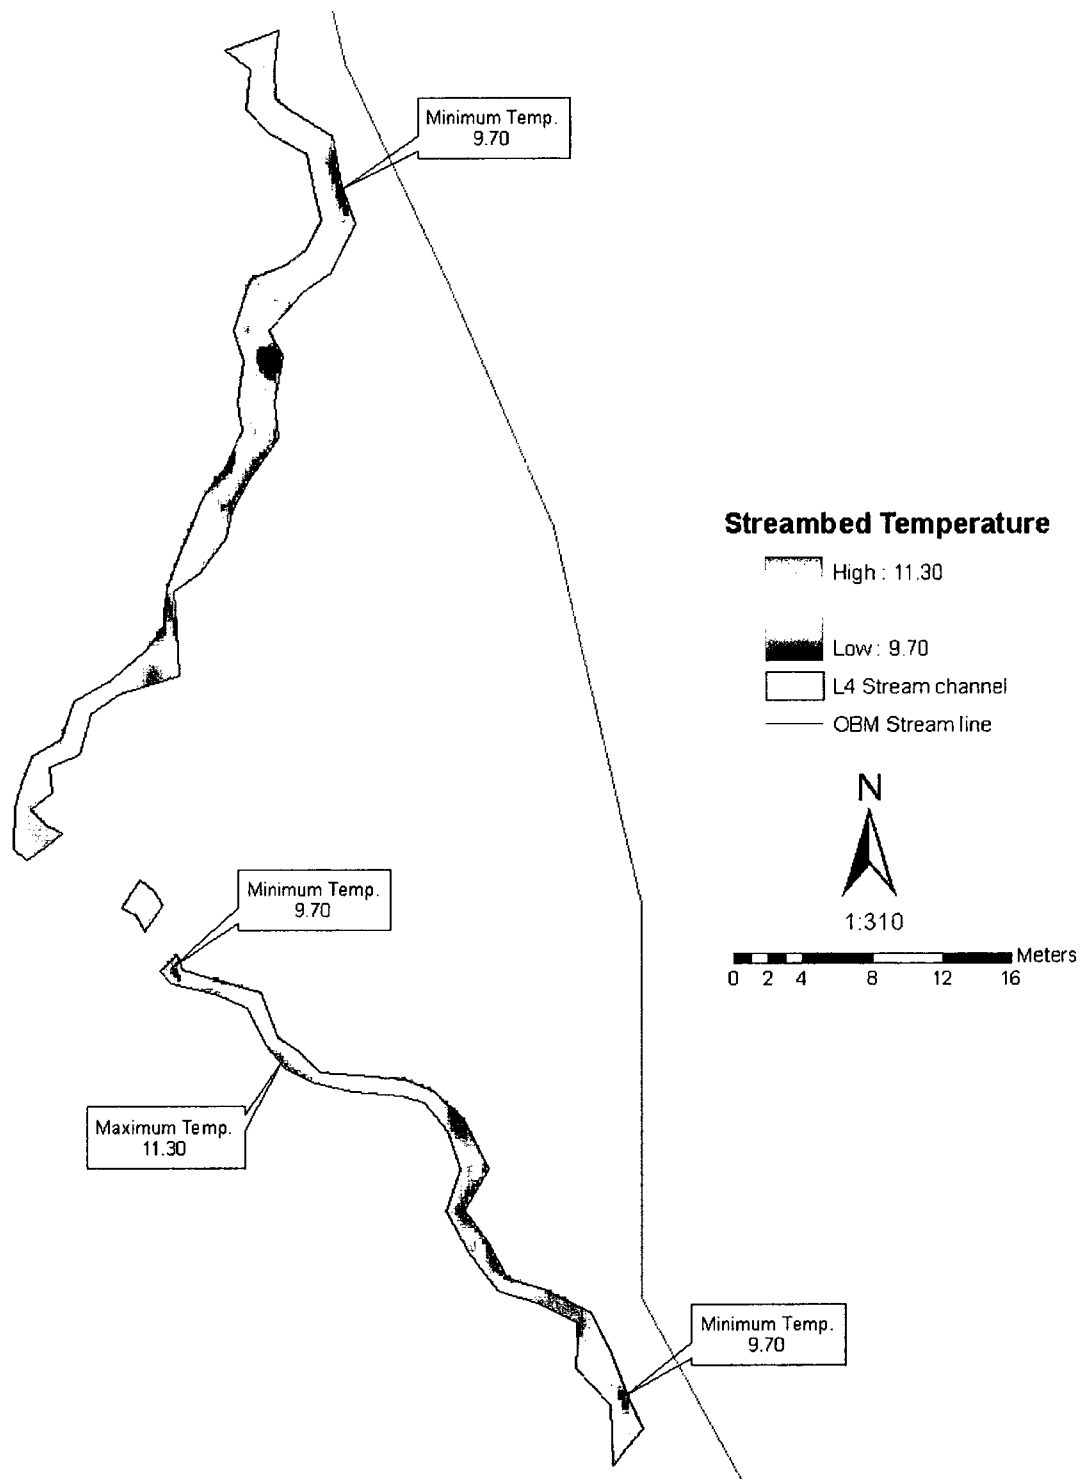 Minimum Temp.
9.70
Streambed Temperature
High : 11.30
Low : 9.70
L4 Stream channel
OBM Stream line
N
1:310
Meters
0 2 4 8 12 16
Minimum Temp.
9.70
Maximum Temp.
11.30
Minimum Temp.
9.70